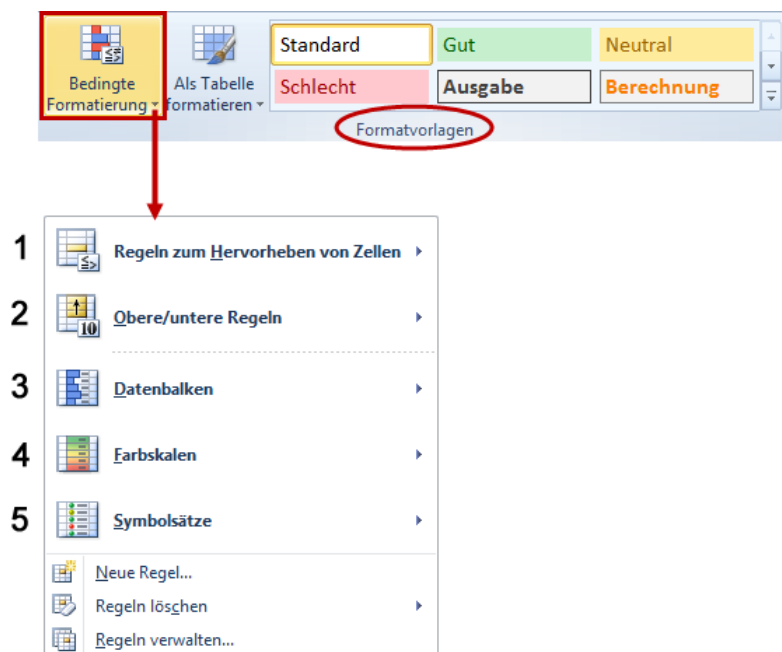 Standard
Gut
Neutral
Bedingte
Formatierung
Als Tabelle
formatieren
Schlecht
Ausgabe
Berechnung
Formatvorlagen
1 Regeln zum Hervorheben von Zellen
2 Obere/untere Regeln
10
3 Datenbalken
4 Farbskalen
5 Symbolsätze
Neue Regel...
Regeln löschen
Regeln verwalten...